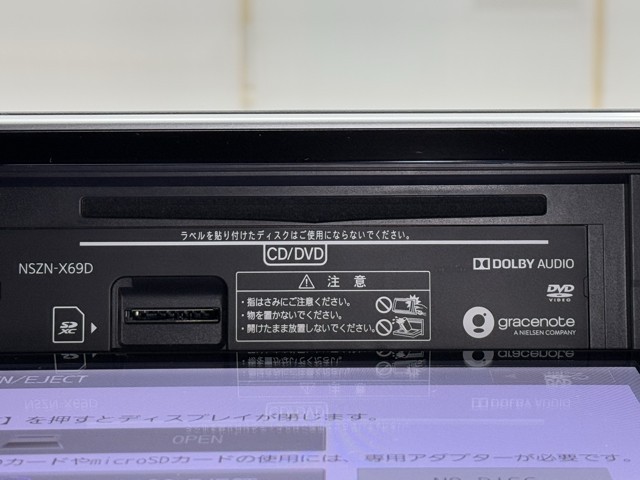 ラベルを貼り付けたディスクはご使用にならないでください。
CD/DVD
NSZN-X69D
SD
XC
注 意
・指はさみにご注意ください。
・物を置かないでください。
・開けたまま放置しないでください。
DOLBY AUDIO
DVD
VIDEO
gracenote
A NIELSEN COMPANY
N/EJECT
】を押すとディスプレイが閉じます。
OPEN
カードやmicroSDカードの使用には、専用アダプターが必要です。
NO DISC